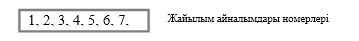 1, 2, 3, 4, 5, 6, 7, Жайылым айналымдары номерлері